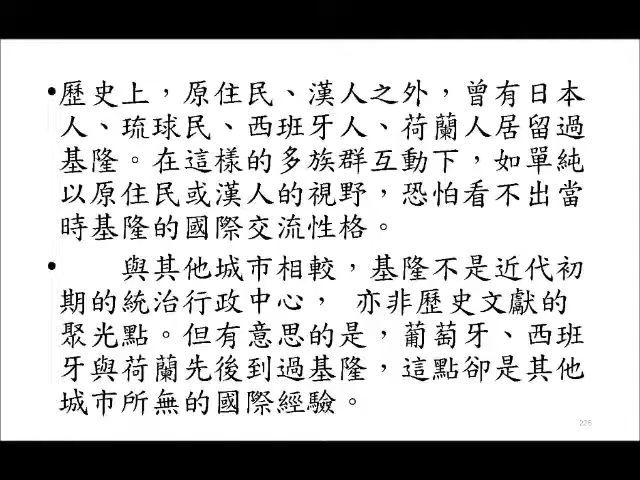 •歷史上，原住民、漢人之外，曾有日本
人、琉球民、西班牙人、荷蘭人居留過
基隆。在這樣的多族群互動下，如單純
以原住民或漢人的視野，恐怕看不出當
時基隆的國際交流性格。
• 與其他城市相較，基隆不是近代初
期的統治行政中心， 亦非歷史文獻的
聚光點。但有意思的是，葡萄牙、西班
牙與荷蘭先後到過基隆，這點卻是其他
城市所無的國際經驗。
226